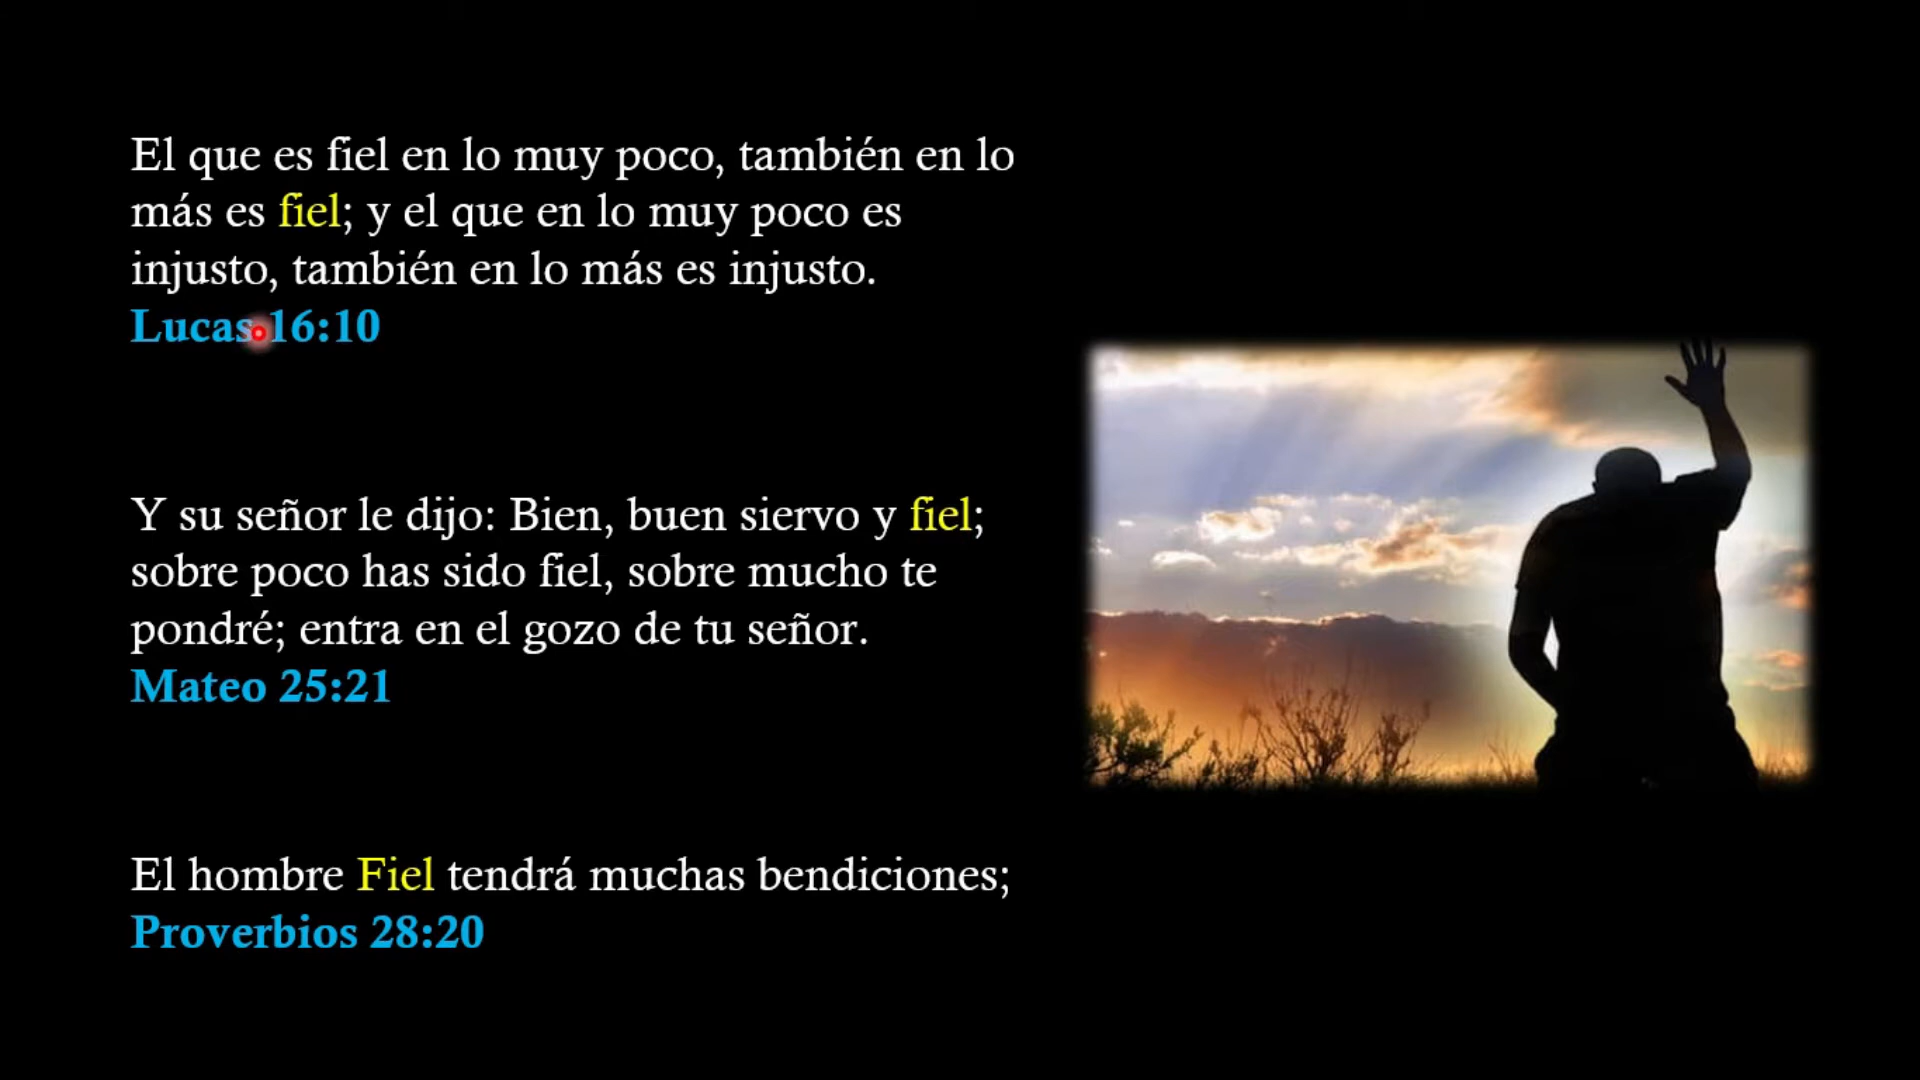 El que es fiel en lo muy poco, también en lo
más es fiel; y el que en lo muy poco es
injusto, también en lo más es injusto.
Lucas 16:10
Y su señor le dijo: Bien, buen siervo y fiel;
sobre poco has sido fiel, sobre mucho te
pondré; entra en el gozo de tu señor.
Mateo 25:21
El hombre Fiel tendrá muchas bendiciones;
Proverbios 28:20